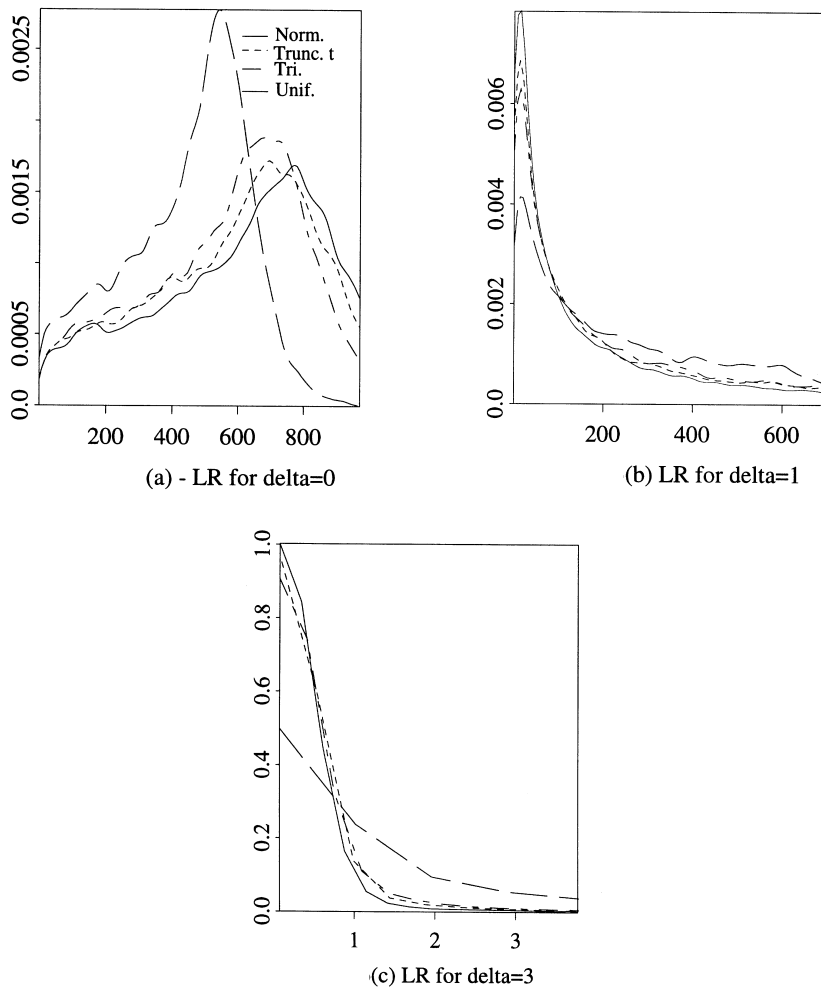 0.0025
0.0015
0.0005
0.0
Norm.
Trunc. t
Tri.
Unif.
200 400 600 800
(a) - LR for delta=0
0.006
0.004
0.002
0.0
200 400 600
(b) LR for delta=1
1.0
0.8
0.6
0.4
0.2
0.0
1 2 3
(c) LR for delta=3